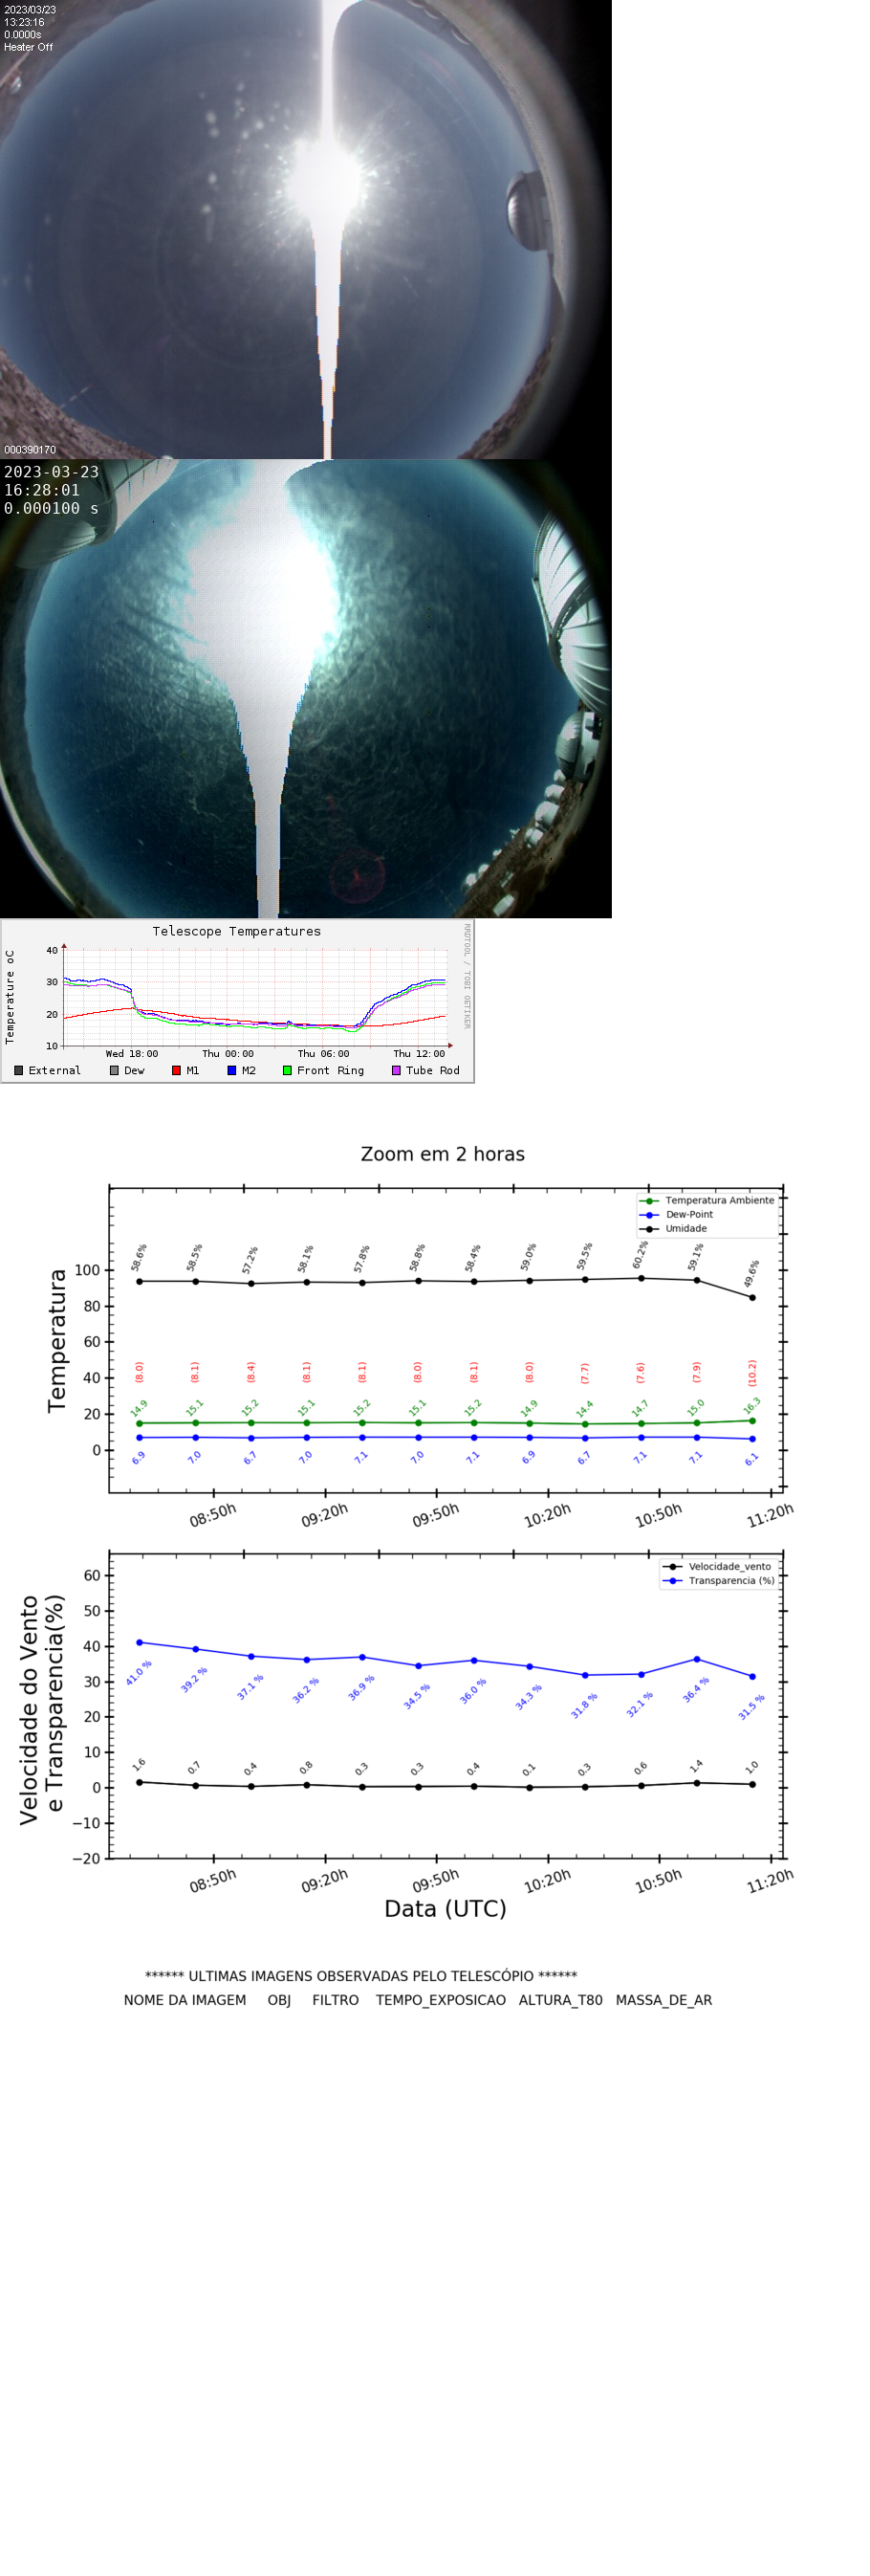 2023/03/23
13:23:16
0.0000s
Heater Off
000390170
2023-03-23
16:28:01
0.000100 s
Telescope Temperatures
RRDTOOL / TOBI OETIKER
Temperature oC
40
30
20
10
Wed 18:00 Thu 00:00 Thu 06:00 Thu 12:00
External Dew M1 M2 Front Ring Tube Rod
Zoom em 2 horas
Temperatura Ambiente
Dew-Point
Umidade
Temperatura
100
80
60
40
20
0
58.6% 58.5% 57.2% 58.1% 57.8% 58.8% 58.4% 59.0% 59.5% 60.2% 59.1% 49.6%
(8.0) (8.1) (8.4) (8.1) (8.1) (8.0) (8.1) (8.0) (7.7) (7.6) (7.9) (10.2)
14.9 15.1 15.2 15.1 15.2 15.1 15.2 14.9 14.4 14.7 15.0 16.3
6.9 7.0 6.7 7.0 7.1 7.0 7.1 6.9 6.7 7.1 7.1 6.1
08:50h 09:20h 09:50h 10:20h 10:50h 11:20h
Velocidade_vento
Transparencia (%)
Velocidade do Vento
e Transparencia(%)
60
50
40
30
20
10
0
−10
−20
41.0 % 39.2 % 37.1 % 36.2 % 36.9 % 34.5 % 36.0 % 34.3 % 31.8 % 32.1 % 36.4 % 31.5 %
1.6 0.7 0.4 0.8 0.3 0.3 0.4 0.1 0.3 0.6 1.4 1.0
08:50h 09:20h 09:50h 10:20h 10:50h 11:20h
Data (UTC)
****** ULTIMAS IMAGENS OBSERVADAS PELO TELESCÓPIO ******
NOME DA IMAGEM OBJ FILTRO TEMPO_EXPOSICAO ALTURA_T80 MASSA_DE_AR